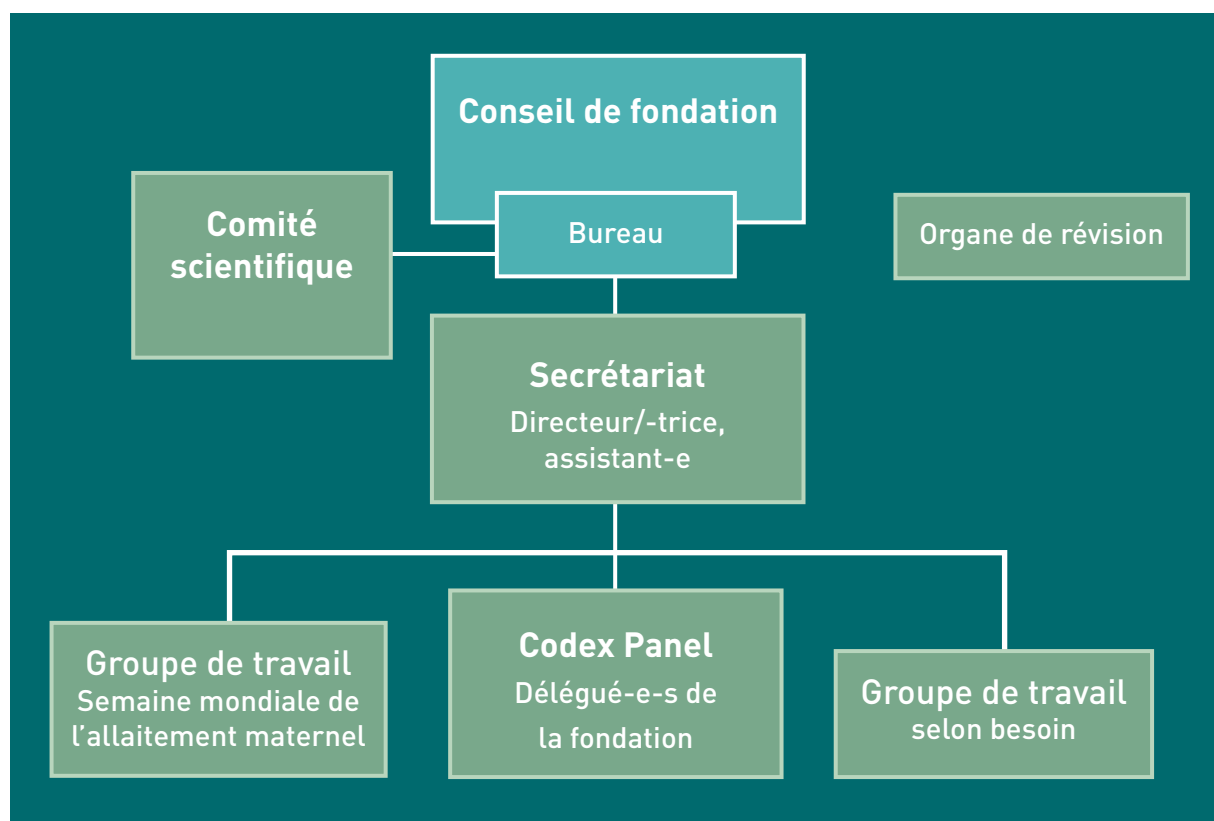 Conseil de fondation
Bureau
Comité
scientifique
Organe de révision
Secrétariat
Directeur/-trice,
assistant-e
Groupe de travail
Semaine mondiale de
l’allaitement maternel
Codex Panel
Délégué-e-s de
la fondation
Groupe de travail
selon besoin